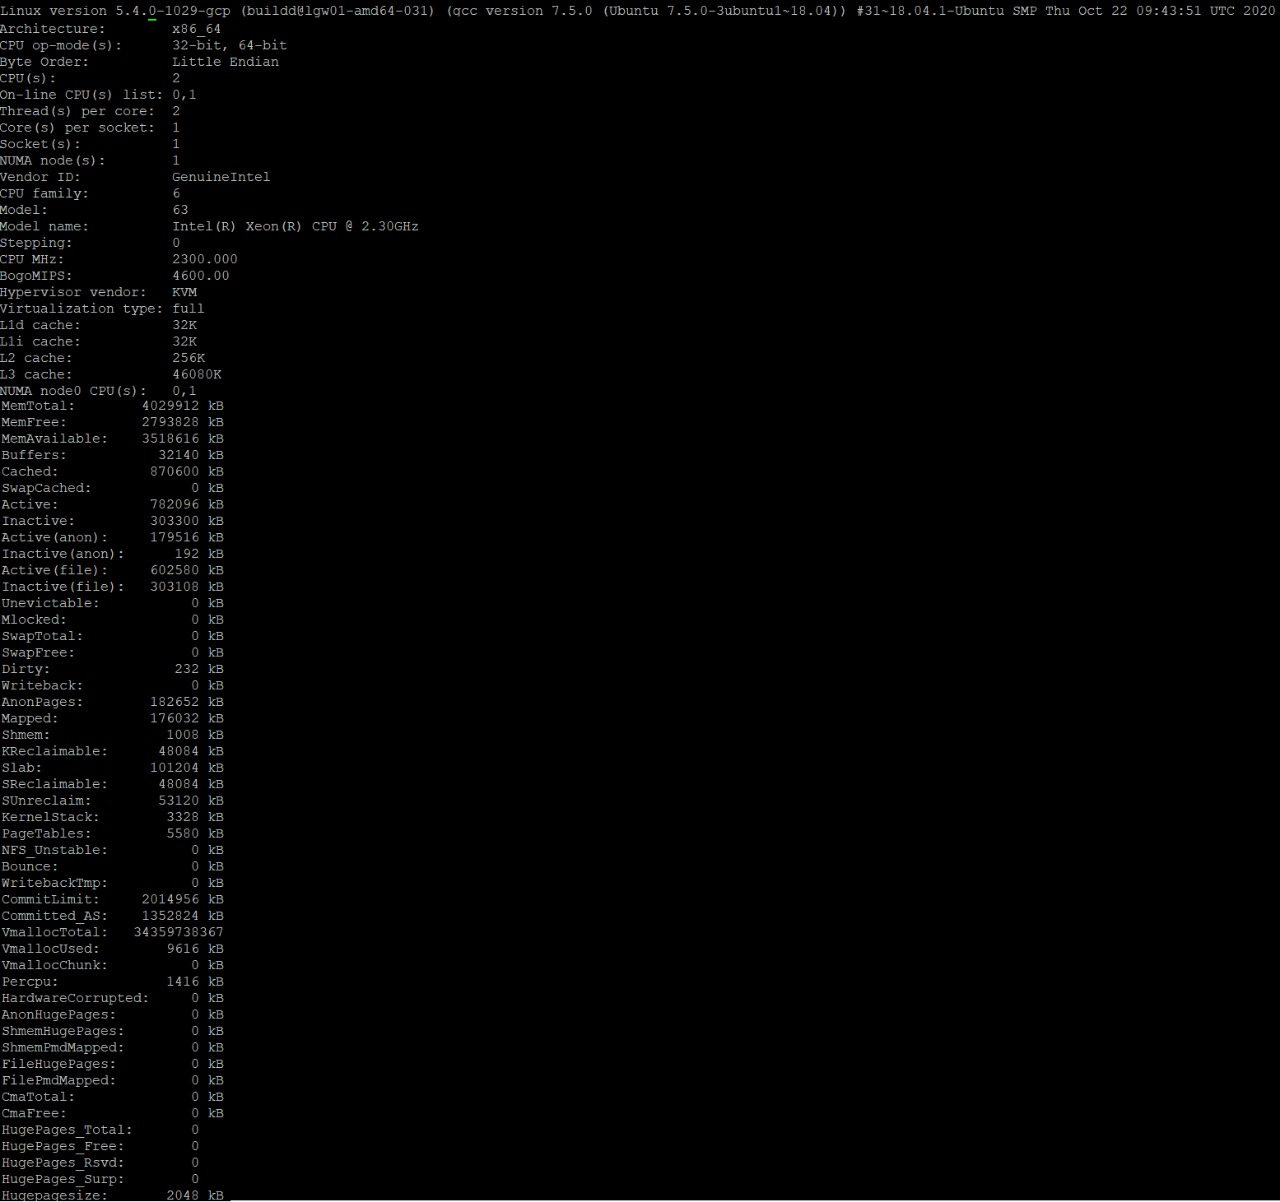 Linux version 5.4.0-1029-gcp (buildd@lgw01-amd64-031) (gcc version 7.5.0 (Ubuntu 7.5.0-3ubuntu1~18.04)) #31~18.04.1-Ubuntu SMP Thu Oct 22 09:43:51 UTC 2020
Architecture: x86_64
CPU op-mode(s): 32-bit, 64-bit
Byte Order: Little Endian
CPU(s): 2
On-line CPU(s) list: 0,1
Thread(s) per core: 2
Core(s) per socket: 1
Socket(s): 1
NUMA node(s): 1
Vendor ID: GenuineIntel
CPU family: 6
Model: 63
Model name: Intel(R) Xeon(R) CPU @ 2.30GHz
Stepping: 0
CPU MHz: 2300.000
BogoMIPS: 4600.00
Hypervisor vendor: KVM
Virtualization type: full
L1d cache: 32K
L1i cache: 32K
L2 cache: 256K
L3 cache: 46080K
NUMA node0 CPU(s): 0,1
MemTotal: 4029912 kB
MemFree: 2793828 kB
MemAvailable: 3518616 kB
Buffers: 32140 kB
Cached: 870600 kB
SwapCached: 0 kB
Active: 782096 kB
Inactive: 303300 kB
Active(anon): 179516 kB
Inactive(anon): 192 kB
Active(file): 602580 kB
Inactive(file): 303108 kB
Unevictable: 0 kB
Mlocked: 0 kB
SwapTotal: 0 kB
SwapFree: 0 kB
Dirty: 232 kB
Writeback: 0 kB
AnonPages: 182652 kB
Mapped: 176032 kB
Shmem: 1008 kB
KReclaimable: 48084 kB
Slab: 101204 kB
SReclaimable: 48084 kB
SUnreclaim: 53120 kB
KernelStack: 3328 kB
PageTables: 5580 kB
NFS_Unstable: 0 kB
Bounce: 0 kB
WritebackTmp: 0 kB
CommitLimit: 2014956 kB
Committed_AS: 1352824 kB
VmallocTotal: 34359738367
VmallocUsed: 9616 kB
VmallocChunk: 0 kB
Percpu: 1416 kB
HardwareCorrupted: 0 kB
AnonHugePages: 0 kB
ShmemHugePages: 0 kB
ShmemPmdMapped: 0 kB
FileHugePages: 0 kB
FilePmdMapped: 0 kB
CmaTotal: 0 kB
CmaFree: 0 kB
HugePages_Total: 0
HugePages_Free: 0
HugePages_Rsvd: 0
HugePages_Surp: 0
Hugepagesize: 2048 kB